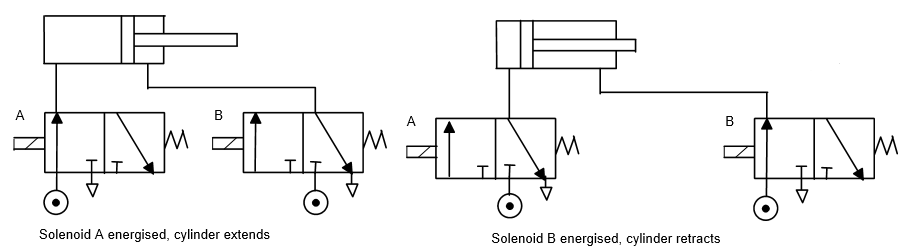 A
B
A
B
Solenoid A energised, cylinder extends
Solenoid B energised, cylinder retracts